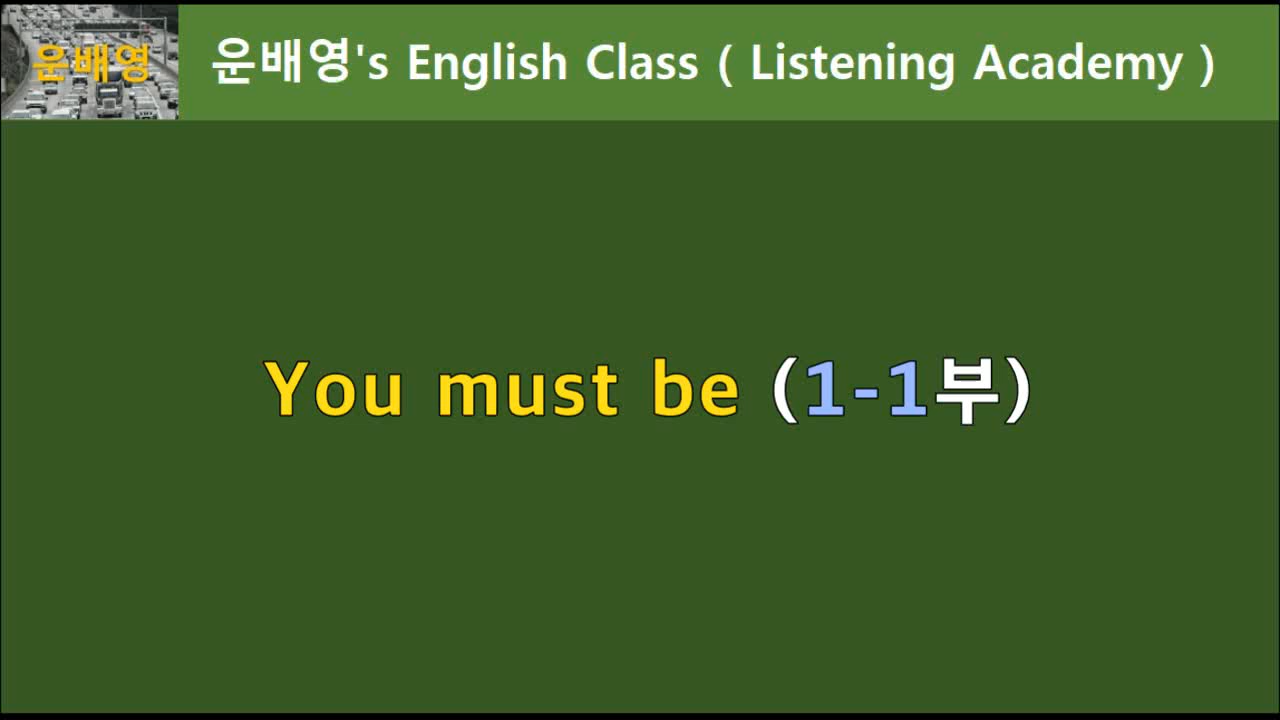 운배영
운배영's English Class ( Listening Academy )
You must be (1-1부)